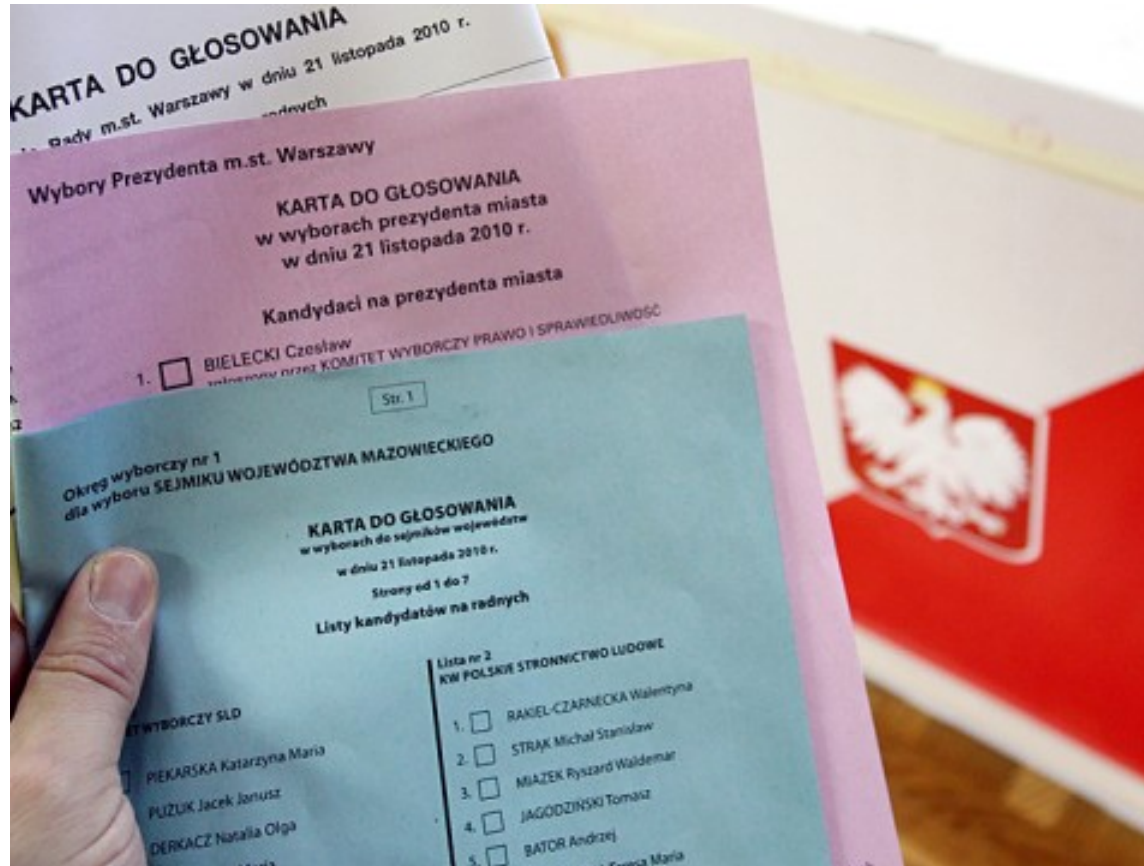 KARTA DO GŁOSOWANIA
Rady m.st. Warszawy w dniu 21 listopada 2010 r.
radnych
Wybory Prezydenta m.st. Warszawy
KARTA DO GŁOSOWANIA
w wyborach prezydenta miasta
w dniu 21 listopada 2010 r.
Kandydaci na prezydenta miasta
1. BIELECKI Czesław
zgłoszony przez KOMITET WYBORCZY PRAWO I SPRAWIEDLIWOŚĆ
Str. 1
Okręg wyborczy nr 1
dla wyboru SEJMIKU WOJEWÓDZTWA MAZOWIECKIEGO
KARTA DO GŁOSOWANIA
w wyborach do sejmików województw
w dniu 21 listopada 2010 r.
Strony od 1 do 7
Listy kandydatów na radnych
WYBORCZY SLD
PIEKARSKA Katarzyna Maria
PUZUK Jacek Janusz
DERKACZ Natalia Olga
Lista nr 2
KW POLSKIE STRONNICTWO LUDOWE
1. RAKIEL-CZARNECKA Walentyna
2. STRĄK Michał Stanisław
3. MIAZEK Ryszard Waldemar
4. JAGODZIŃSKI Tomasz
5. BATOR Andrzej
Teresa Maria